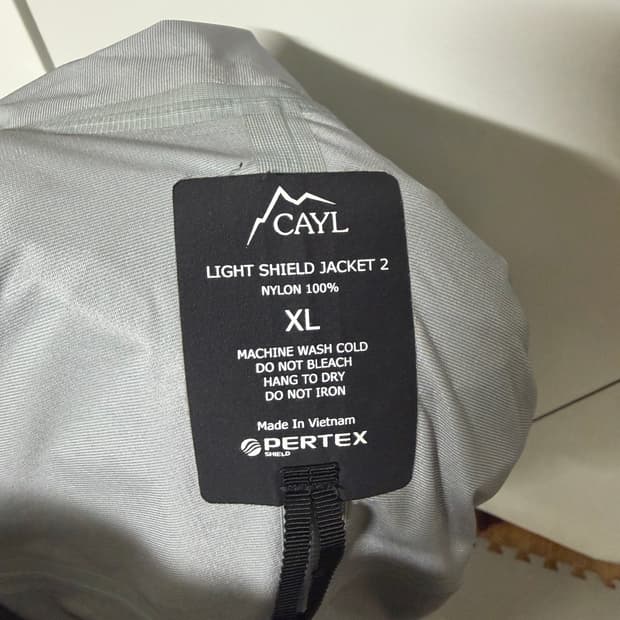 CAYL
LIGHT SHIELD JACKET 2
NYLON 100%
XL
MACHINE WASH COLD
DO NOT BLEACH
HANG TO DRY
DO NOT IRON
Made In Vietnam
PERTEX
SHIELD